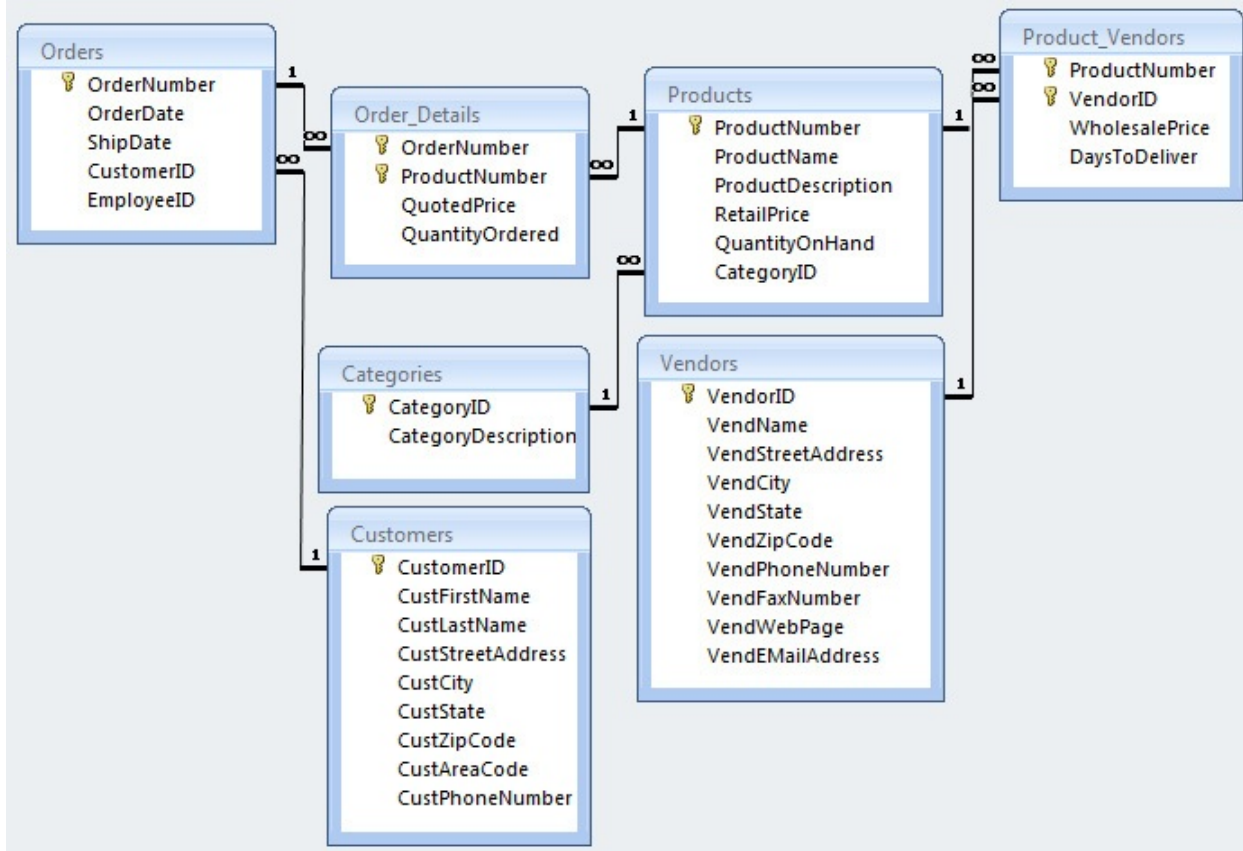 Orders
OrderNumber
OrderDate
ShipDate
CustomerID
EmployeeID
1
∞
∞
Order_Details
OrderNumber
ProductNumber
QuotedPrice
QuantityOrdered
1
∞
Products
ProductNumber
ProductName
ProductDescription
RetailPrice
QuantityOnHand
CategoryID
1
∞
∞
∞
Product_Vendors
ProductNumber
VendorID
WholesalePrice
DaysToDeliver
Categories
CategoryID
CategoryDescription
1
Vendors
VendorID
VendName
VendStreetAddress
VendCity
VendState
VendZipCode
VendPhoneNumber
VendFaxNumber
VendWebPage
VendEMailAddress
1
Customers
CustomerID
CustFirstName
CustLastName
CustStreetAddress
CustCity
CustState
CustZipCode
CustAreaCode
CustPhoneNumber
1